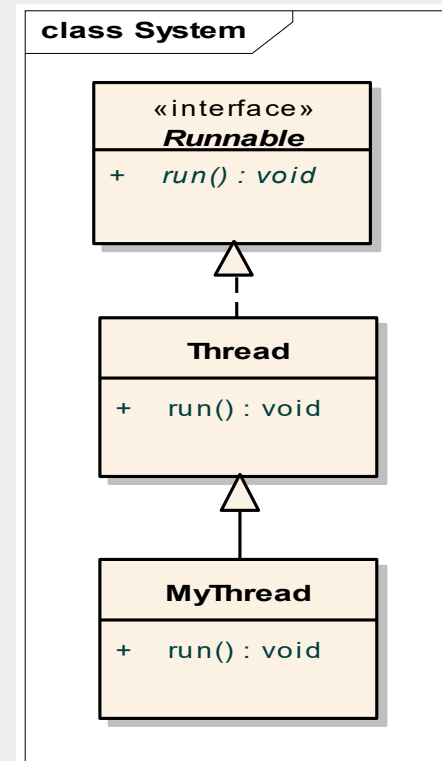 class System
«interface»
Runnable
+ run() : void
Thread
+ run() : void
MyThread
+ run() : void